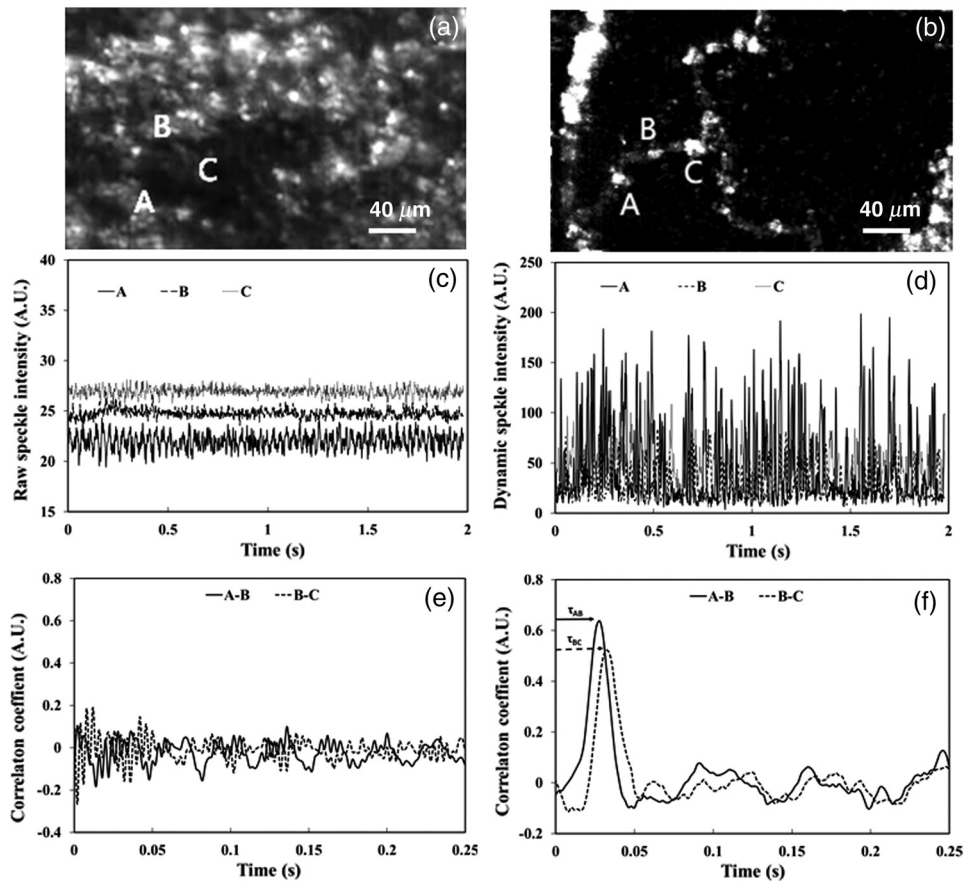 (a)
B
C
A
40 μm
(b)
B
C
A
40 μm
(c)
A B C
Raw speckle intensity (A.U.)
40
35
30
25
20
15
0 0.5 1 1.5 2
Time (s)
(d)
A B C
Dynamic speckle intensity (A.U.)
250
200
150
100
50
0
0 0.5 1 1.5 2
Time (s)
(e)
A-B B-C
Correlaton coeffient (A.U.)
0.8
0.6
0.4
0.2
0
-0.2
-0.4
0 0.05 0.1 0.15 0.2 0.25
Time (s)
(f)
A-B B-C
τAB
τBC
Correlaton coeffient (A.U.)
0.8
0.6
0.4
0.2
0
-0.2
0 0.05 0.1 0.15 0.2 0.25
Time (s)